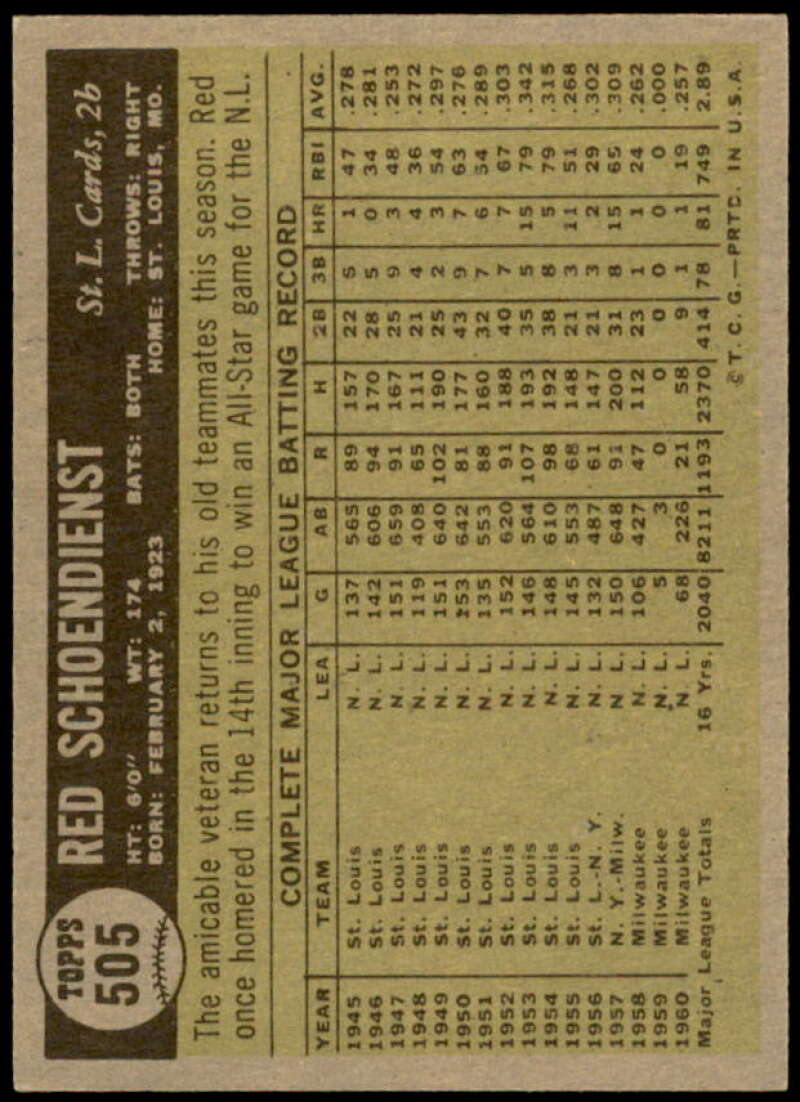 TOPPS
505
RED SCHOENDIENST St. L. Cards, 2b
HT: 6'0" WT: 174 BATS: BOTH THROWS: RIGHT
BORN: FEBRUARY 2, 1923 HOME: ST. LOUIS, MO.
The amicable veteran returns to his old teammates this season. Red
once homered in the 14th inning to win an All-Star game for the N.L.
COMPLETE MAJOR LEAGUE BATTING RECORD
YEAR TEAM LEA G AB R H 2B 3B HR RBI AVG.
1945 St. Louis N. L. 137 565 89 157 22 5 1 47 .278
1946 St. Louis N. L. 142 606 94 170 28 5 0 34 .281
1947 St. Louis N. L. 151 659 91 167 25 9 3 48 .253
1948 St. Louis N. L. 119 408 65 111 21 4 4 36 .272
1949 St. Louis N. L. 151 640 102 190 25 2 3 54 .297
1950 St. Louis N. L. 153 642 81 177 43 9 7 63 .276
1951 St. Louis N. L. 135 553 88 160 32 7 6 54 .289
1952 St. Louis N. L. 152 620 91 188 40 7 7 67 .303
1953 St. Louis N. L. 146 564 107 193 35 5 15 79 .342
1954 St. Louis N. L. 148 610 98 192 38 8 5 79 .315
1955 St. Louis N. L. 145 553 68 148 21 3 11 51 .268
1956 St. L.-N. Y. N. L. 132 487 61 147 21 3 2 29 .302
1957 N. Y.-Milw. N L. 150 648 91 200 31 8 15 65 .309
1958 Milwaukee N. L. 106 427 47 112 23 1 1 24 .262
1959 Milwaukee N. L. 5 3 0 0 0 0 0 0 .000
1960 Milwaukee N L. 68 226 21 58 9 1 1 19 .257
Major League Totals 16 Yrs. 2040 8211 1193 2370 414 78 81 749 2.89
©T. C. G.—PRTD. IN U.S.A.